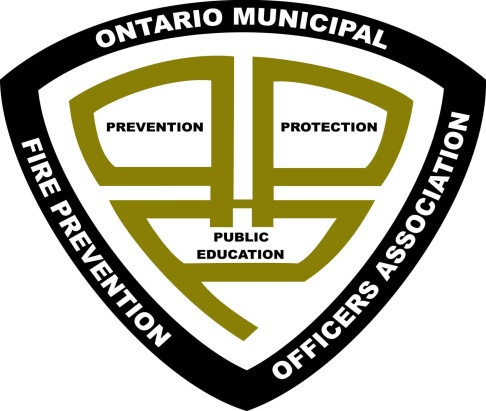 ONTARIO MUNICIPAL
FIRE PREVENTION
OFFICERS ASSOCIATION
PREVENTION
PROTECTION
PUBLIC
EDUCATION